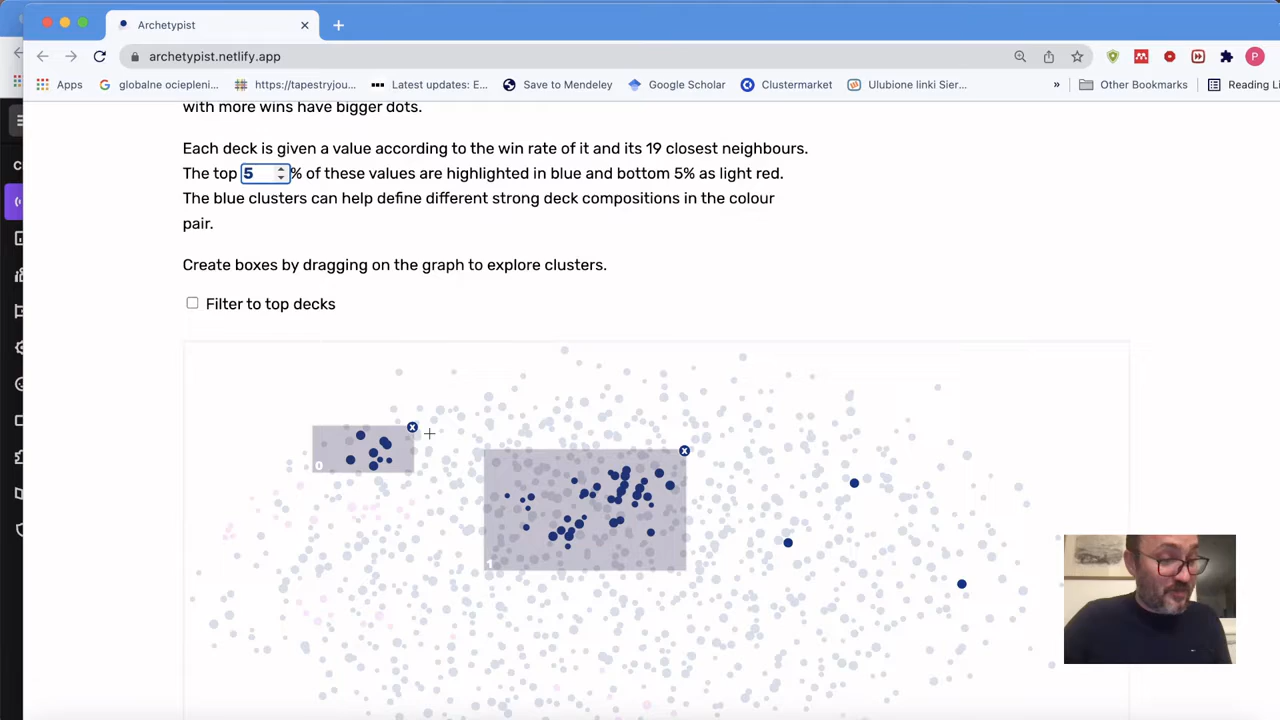 Archetypist
archetypist.netlify.app
P
Apps
globalne ociepleni...
https://tapestryjou...
Latest updates: E...
Save to Mendeley
Google Scholar
Clustermarket
Ulubione linki Sier...
»
Other Bookmarks
Reading Li
with more wins have bigger dots.
Each deck is given a value according to the win rate of it and its 19 closest neighbours.
The top 5 % of these values are highlighted in blue and bottom 5% as light red.
The blue clusters can help define different strong deck compositions in the colour
pair.
Create boxes by dragging on the graph to explore clusters.
Filter to top decks
x
0
x
1